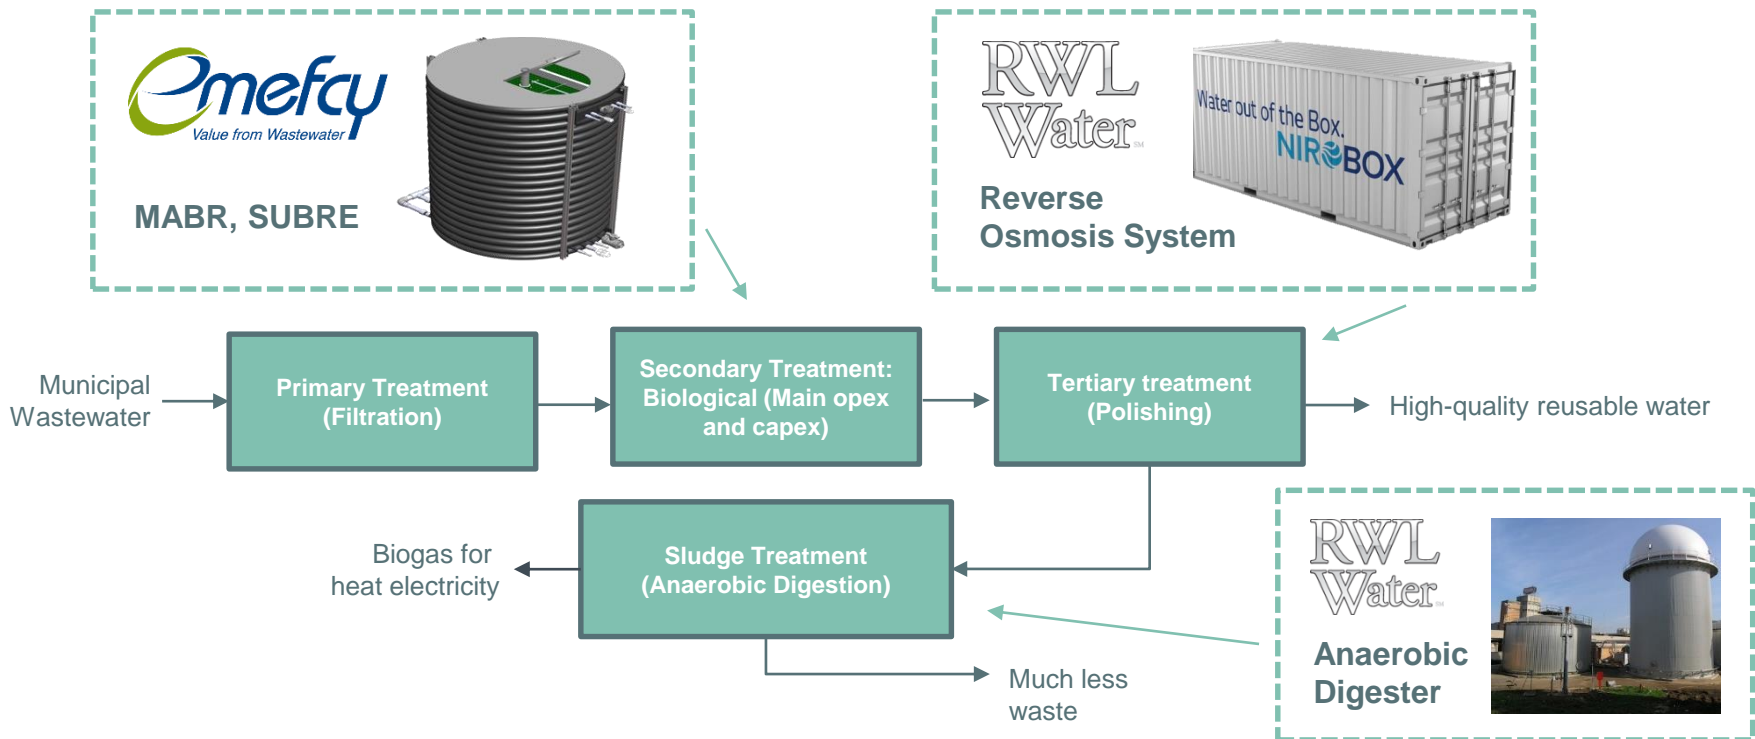 emefcy
Value from Wastewater
MABR, SUBRE
RWL
Water
SM
Reverse
Osmosis System
Water out of the Box.
NIROBOX
Municipal
Wastewater
Primary Treatment
(Filtration)
Secondary Treatment:
Biological (Main opex
and capex)
Tertiary treatment
(Polishing)
High-quality reusable water
Biogas for
heat electricity
Sludge Treatment
(Anaerobic Digestion)
Much less
waste
RWL
Water
SM
Anaerobic
Digester